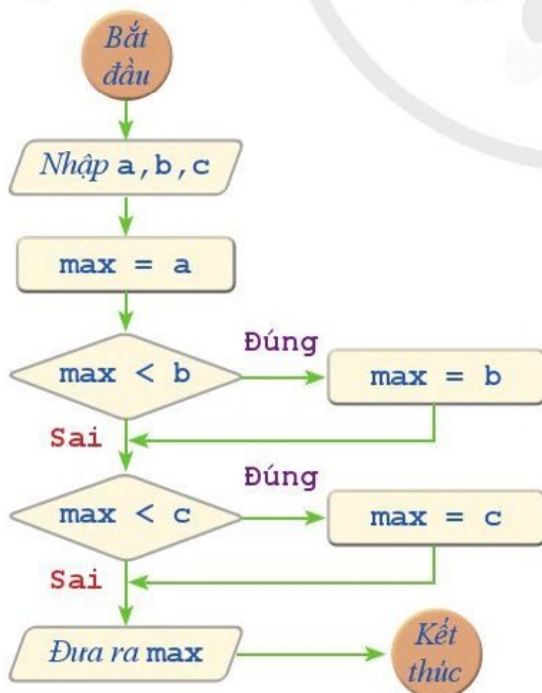 Bắt
đầu
Nhập a,b,c
max = a
max < b
Đúng
max = b
Sai
max < c
Đúng
max = c
Sai
Đưa ra max
Kết
thúc